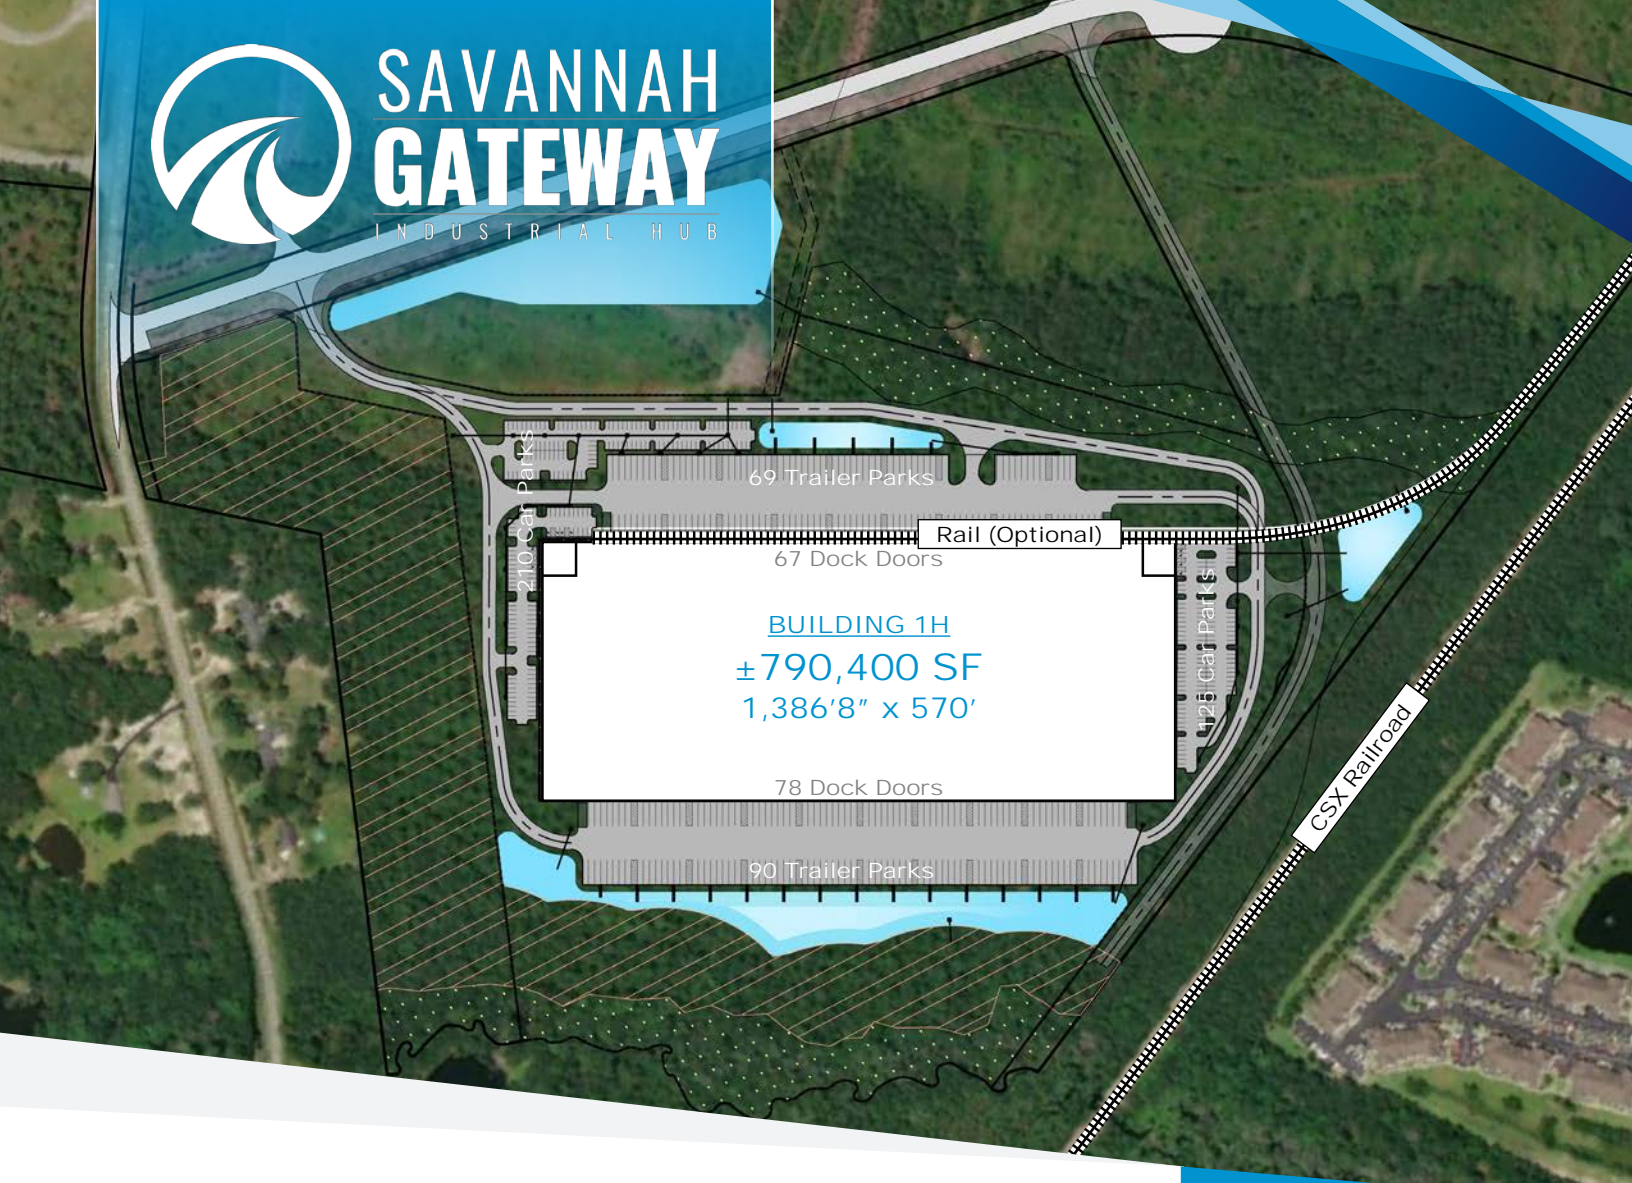 SAVANNAH
GATEWAY
INDUSTRIAL HUB
210 Car Parks
69 Trailer Parks
Rail (Optional)
67 Dock Doors
BUILDING 1H
±790,400 SF
1,386’8” x 570’
125 Car Parks
78 Dock Doors
90 Trailer Parks
CSX Railroad